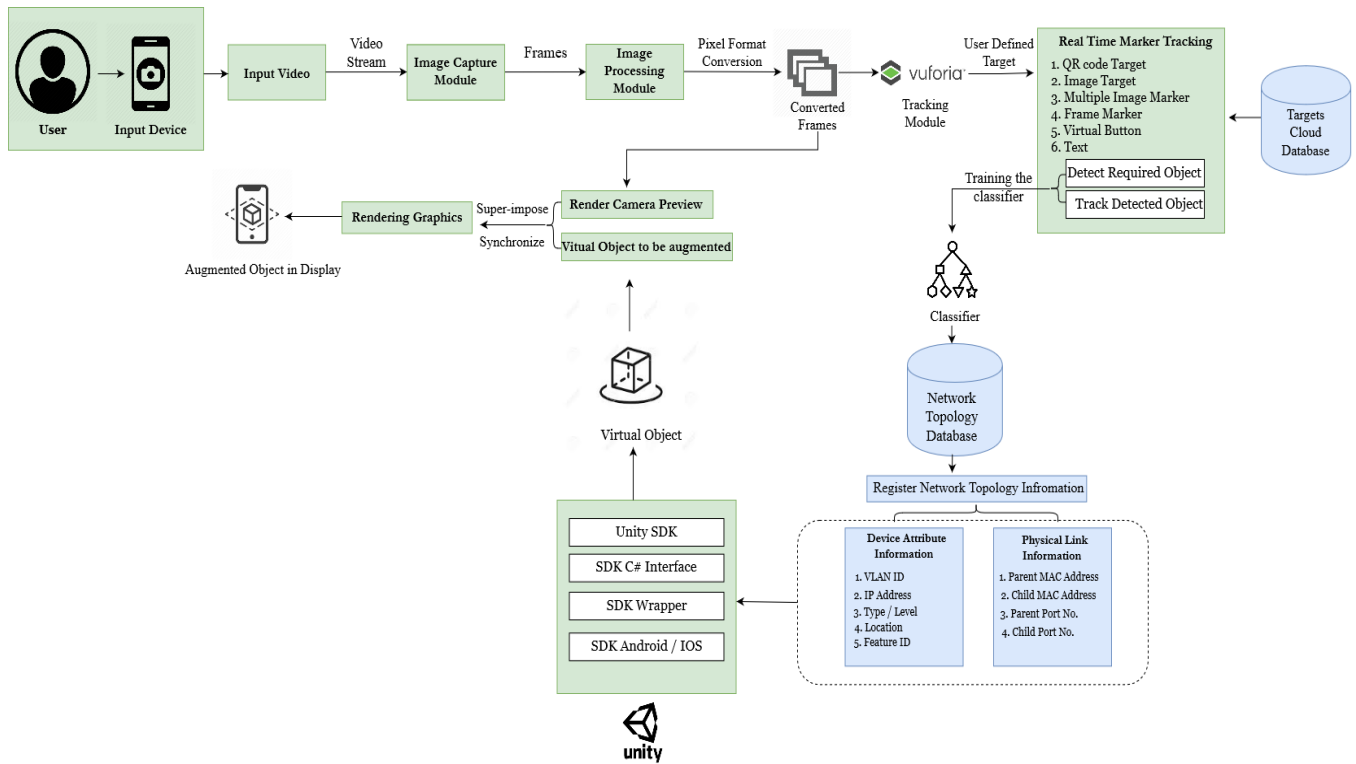 User
Input Device
Input Video
Video
Stream
Image Capture
Module
Frames
Image
Processing
Module
Pixel Format
Conversion
Converted
Frames
vuforia
Tracking
Module
User Defined
Target
Real Time Marker Tracking
1. QR code Target
2. Image Target
3. Multiple Image Marker
4. Frame Marker
5. Virtual Button
6. Text
Detect Required Object
Track Detected Object
Targets
Cloud
Database
Training the
classifier
Augmented Object in Display
Rendering Graphics
Super-impose
Synchronize
Render Camera Preview
Vitual Object to be augmented
Classifier
Network
Topology
Database
Virtual Object
Register Network Topology Infromation
Unity SDK
SDK C# Interface
SDK Wrapper
SDK Android / IOS
unity
Device Attribute
Information
1. VLAN ID
2. IP Address
3. Type / Level
4. Location
5. Feature ID
Physical Link
Information
1. Parent MAC Address
2. Child MAC Address
3. Parent Port No.
4. Child Port No.